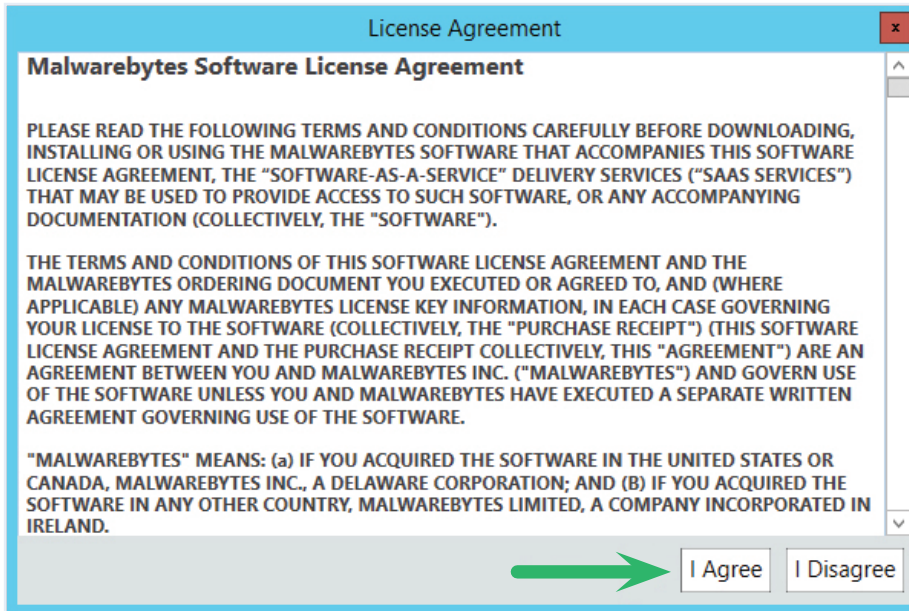 License Agreement
x
Malwarebytes Software License Agreement
PLEASE READ THE FOLLOWING TERMS AND CONDITIONS CAREFULLY BEFORE DOWNLOADING,
INSTALLING OR USING THE MALWAREBYTES SOFTWARE THAT ACCOMPANIES THIS SOFTWARE
LICENSE AGREEMENT, THE “SOFTWARE-AS-A-SERVICE” DELIVERY SERVICES (“SAAS SERVICES”)
THAT MAY BE USED TO PROVIDE ACCESS TO SUCH SOFTWARE, OR ANY ACCOMPANYING
DOCUMENTATION (COLLECTIVELY, THE "SOFTWARE").
THE TERMS AND CONDITIONS OF THIS SOFTWARE LICENSE AGREEMENT AND THE
MALWAREBYTES ORDERING DOCUMENT YOU EXECUTED OR AGREED TO, AND (WHERE
APPLICABLE) ANY MALWAREBYTES LICENSE KEY INFORMATION, IN EACH CASE GOVERNING
YOUR LICENSE TO THE SOFTWARE (COLLECTIVELY, THE "PURCHASE RECEIPT") (THIS SOFTWARE
LICENSE AGREEMENT AND THE PURCHASE RECEIPT COLLECTIVELY, THIS "AGREEMENT") ARE AN
AGREEMENT BETWEEN YOU AND MALWAREBYTES INC. ("MALWAREBYTES") AND GOVERN USE
OF THE SOFTWARE UNLESS YOU AND MALWAREBYTES HAVE EXECUTED A SEPARATE WRITTEN
AGREEMENT GOVERNING USE OF THE SOFTWARE.
"MALWAREBYTES" MEANS: (a) IF YOU ACQUIRED THE SOFTWARE IN THE UNITED STATES OR
CANADA, MALWAREBYTES INC., A DELAWARE CORPORATION; AND (B) IF YOU ACQUIRED THE
SOFTWARE IN ANY OTHER COUNTRY, MALWAREBYTES LIMITED, A COMPANY INCORPORATED IN
IRELAND.
I Agree
I Disagree